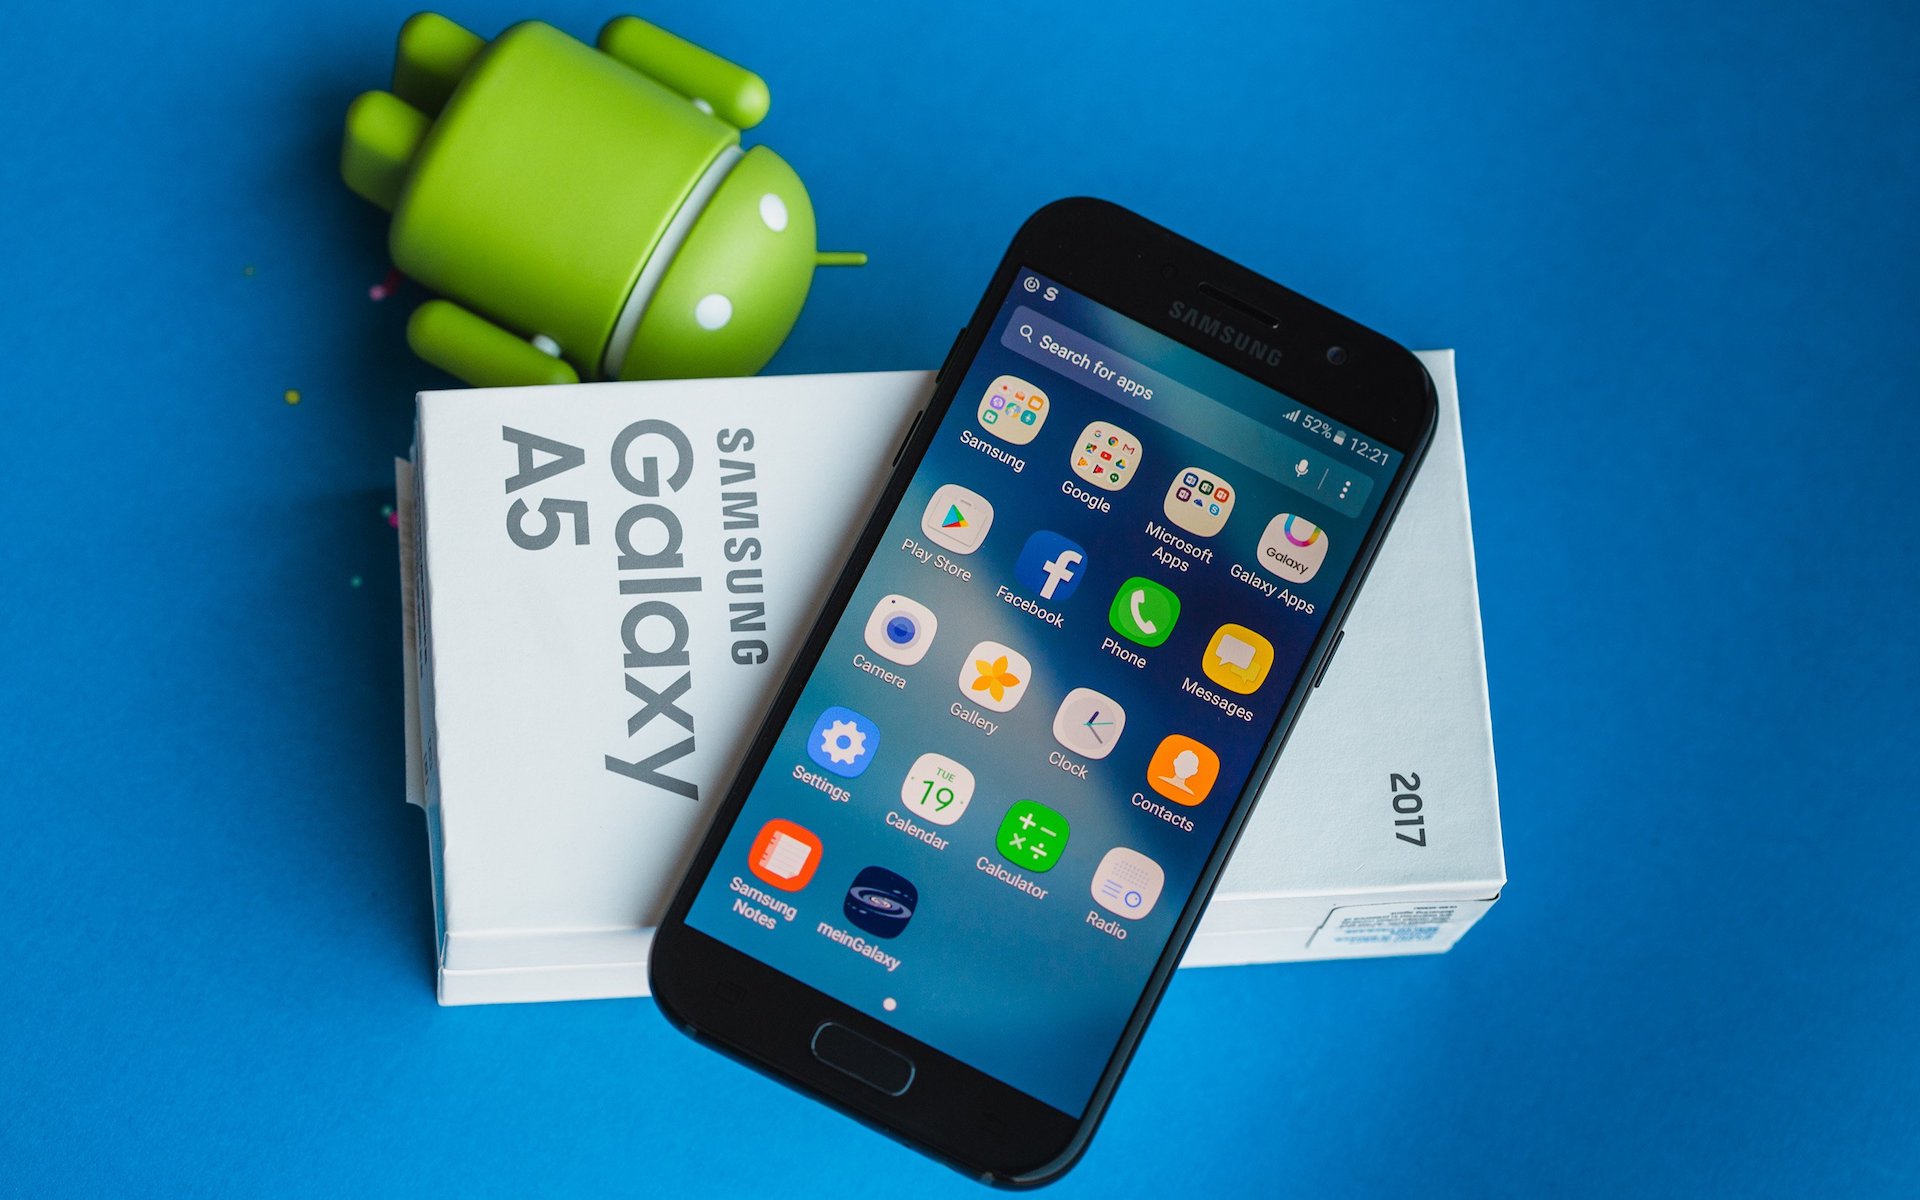 SAMSUNG
Galaxy
A5
2017
SAMSUNG
S
52% 12:21
Search for apps
Samsung
Google
Microsoft
Apps
Galaxy
Galaxy Apps
Play Store
Facebook
Phone
Messages
Camera
Gallery
Clock
Contacts
Settings
TUE
19
Calendar
Calculator
Radio
Samsung
Notes
meinGalaxy